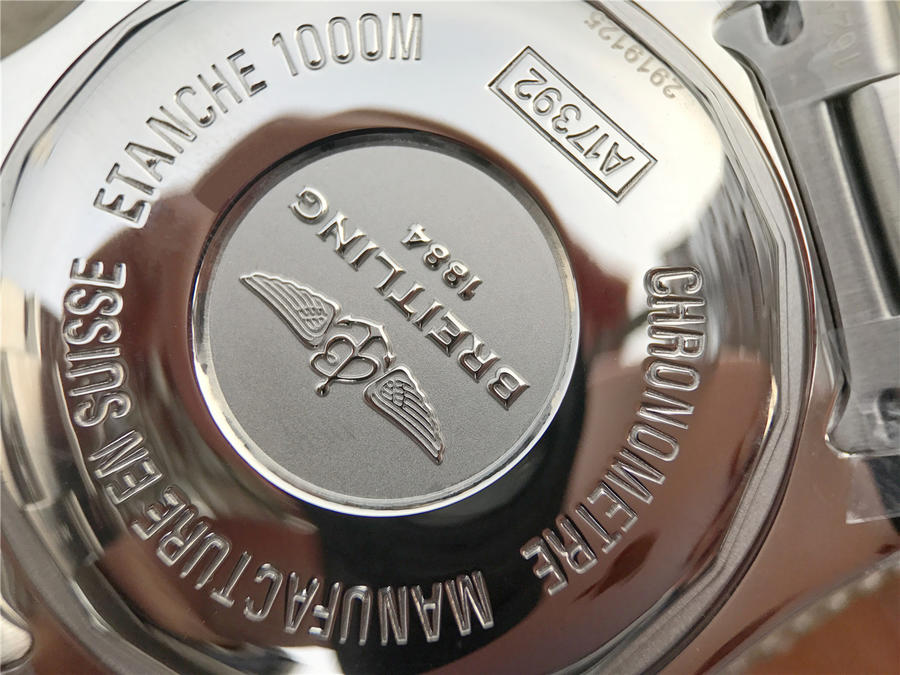 BREITLING
1884
CHRONOMETRE MANUFACTURE EN SUISSE ETANCHE 1000M
A17392
2919125